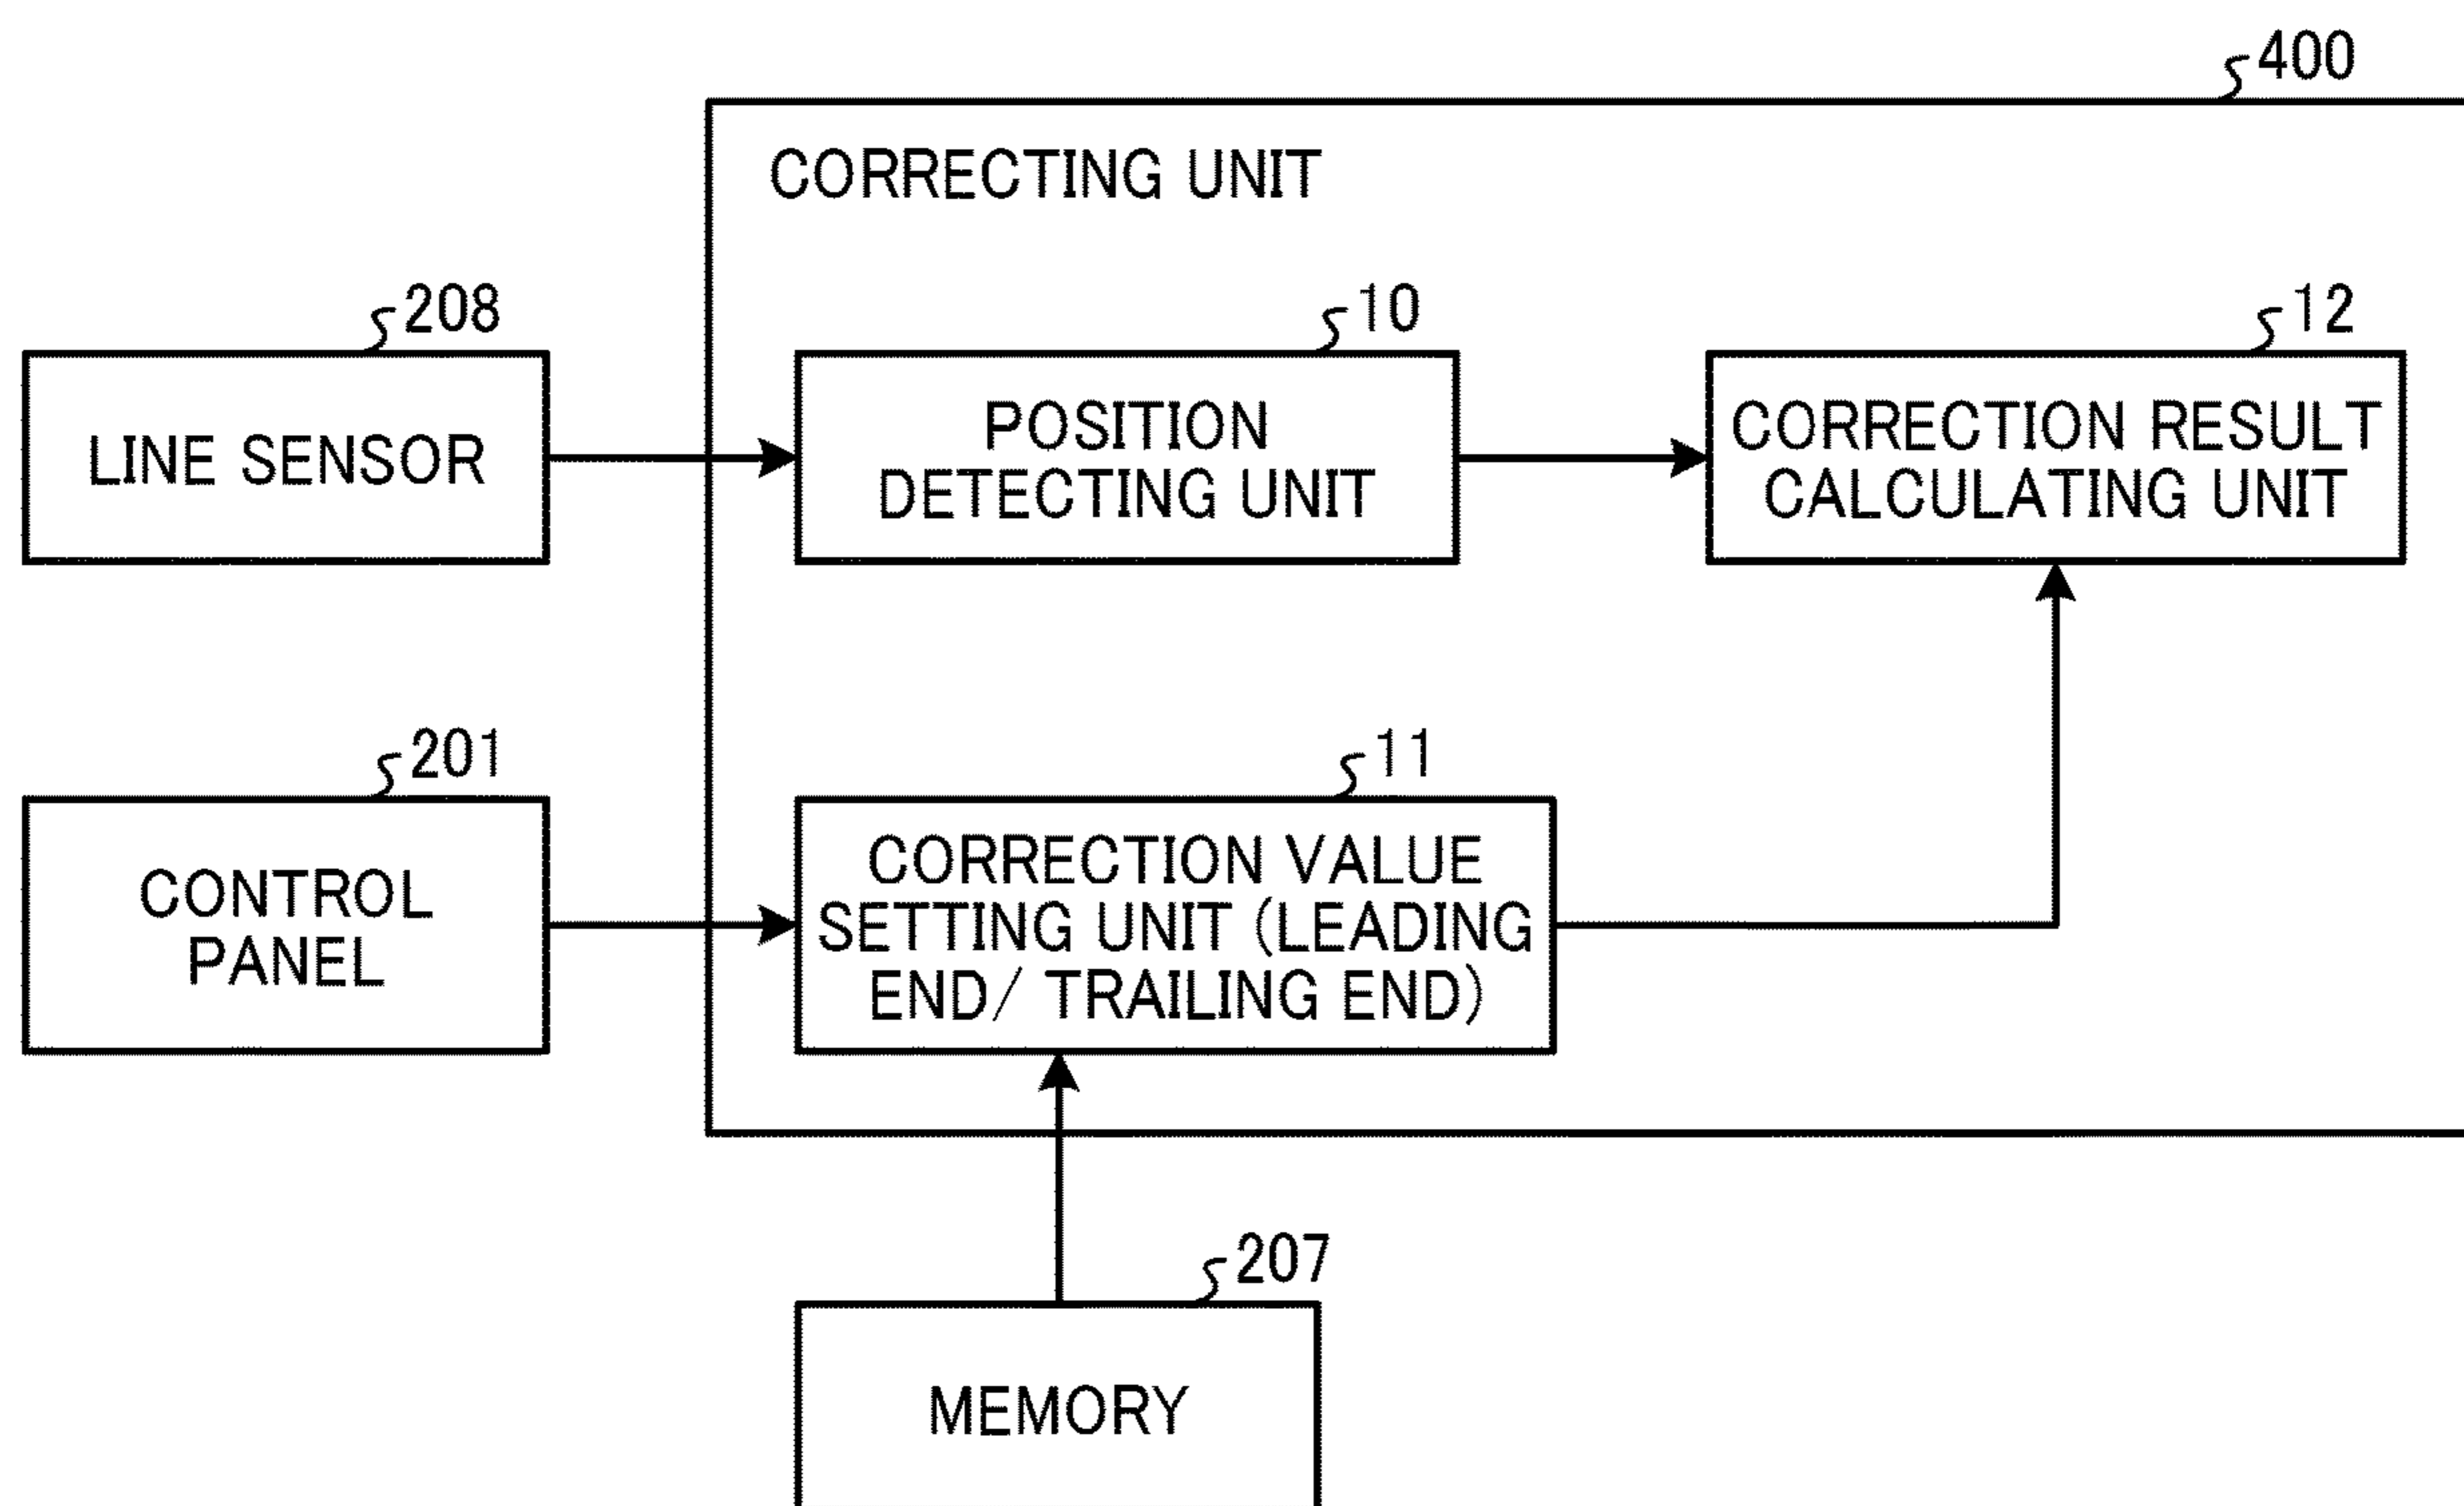 400
CORRECTING UNIT
208
10
12
LINE SENSOR
POSITION
DETECTING UNIT
CORRECTION RESULT
CALCULATING UNIT
201
11
CONTROL
PANEL
CORRECTION VALUE
SETTING UNIT (LEADING
END/ TRAILING END)
207
MEMORY